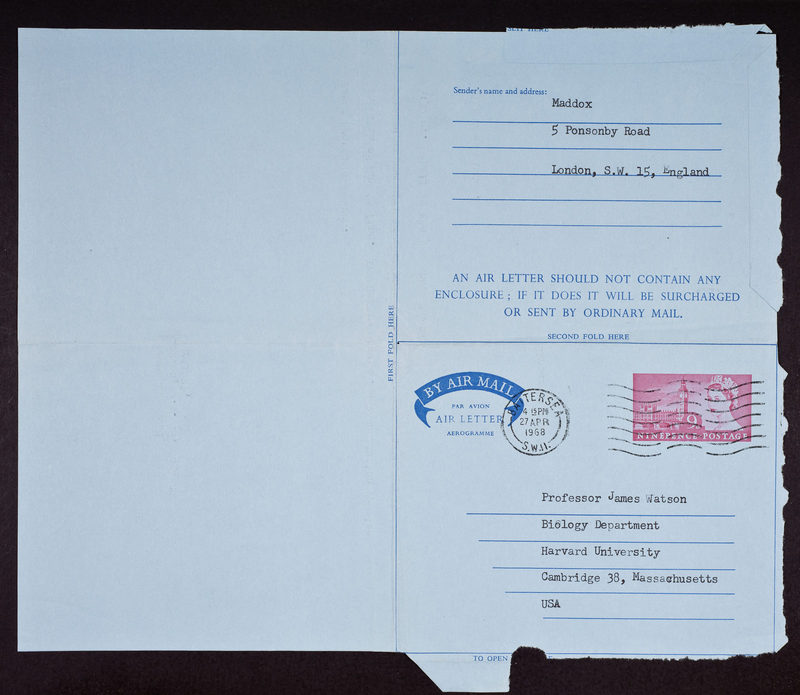 Sender's name and address:
Maddox
5 Ponsonby Road
London, S.W. 15, England
AN AIR LETTER SHOULD NOT CONTAIN ANY
ENCLOSURE ; IF IT DOES IT WILL BE SURCHARGED
OR SENT BY ORDINARY MAIL.
SECOND FOLD HERE
FIRST FOLD HERE
BY AIR MAIL
PAR AVION
AIR LETTER
AEROGRAMME
BATTERSEA
27 APR
1968
S.W.11.
9
NINEPENCE·POSTAGE
Professor James Watson
Biology Department
Harvard University
Cambridge 38, Massachusetts
USA
TO OPEN